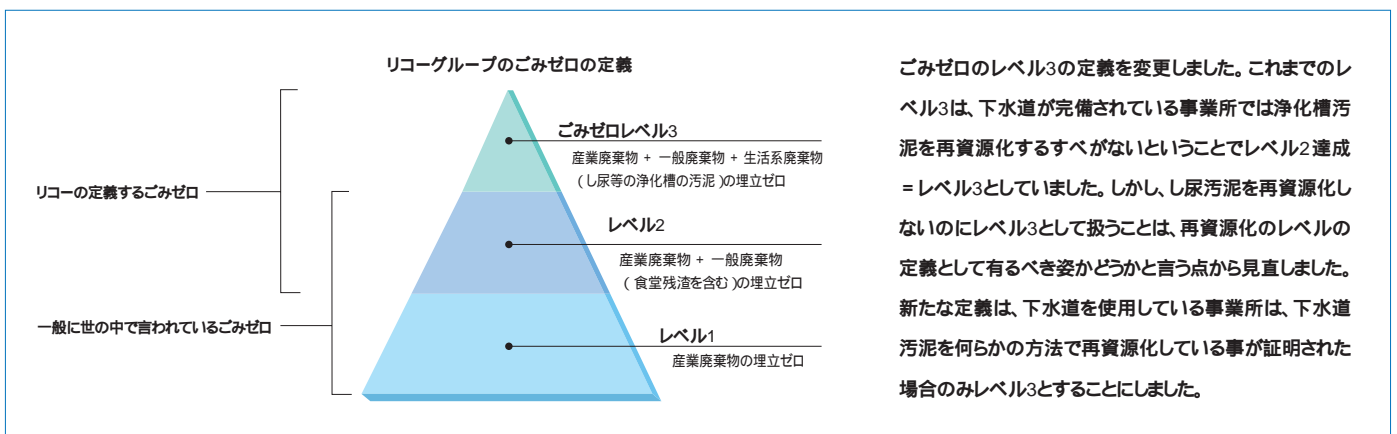 リコーグループのごみゼロの定義
ごみゼロレベル3
産業廃棄物 + 一般廃棄物 + 生活系廃棄物
(し尿等の浄化槽の汚泥)の埋立ゼロ
リコーの定義するごみゼロ
レベル2
産業廃棄物 + 一般廃棄物
(食堂残渣を含む)の埋立ゼロ
一般に世の中で言われているごみゼロ
レベル1
産業廃棄物の埋立ゼロ
ごみゼロのレベル3の定義を変更しました。これまでのレ
ベル3は、下水道が完備されている事業所では浄化槽汚
泥を再資源化するすべがないということでレベル2達成
=レベル3としていました。しかし、し尿汚泥を再資源化し
ないのにレベル3として扱うことは、再資源化のレベルの
定義として有るべき姿かどうかと言う点から見直しました。
新たな定義は、下水道を使用している事業所は、下水道
汚泥を何らかの方法で再資源化している事が証明された
場合のみレベル3とすることにしました。